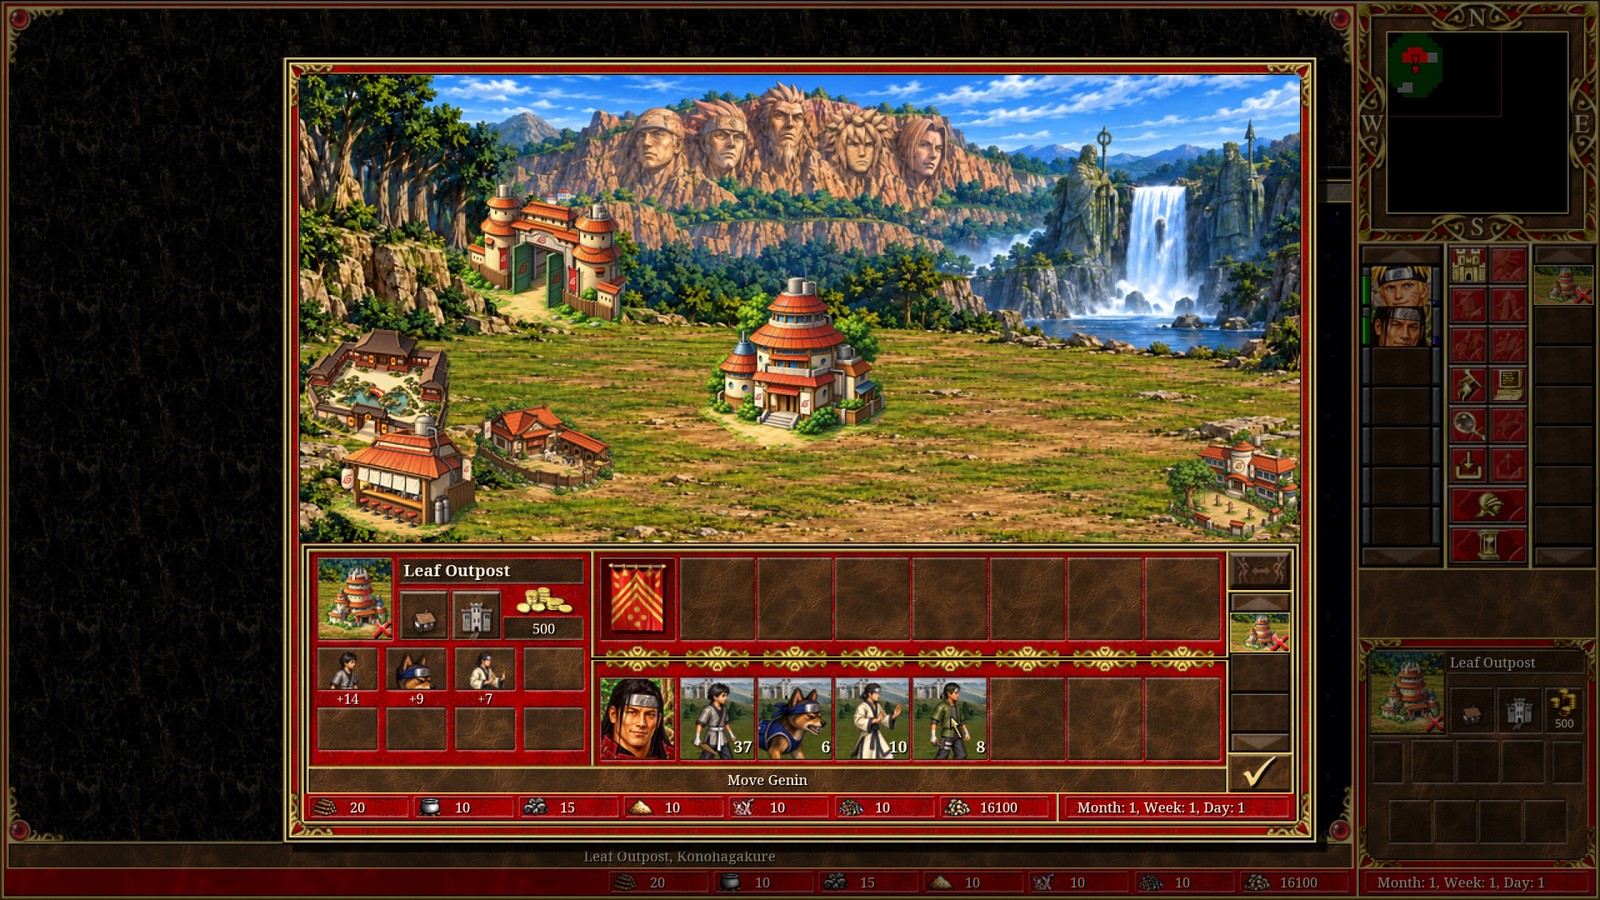 N
W
E
S
Leaf Outpost
500
+14
+9
+7
37
6
10
8
Move Genin
20
10
15
10
10
10
16100
Month: 1, Week: 1, Day: 1
Leaf Outpost
500
Leaf Outpost, Konohagakure
20
10
15
10
10
10
16100
Month: 1, Week: 1, Day: 1